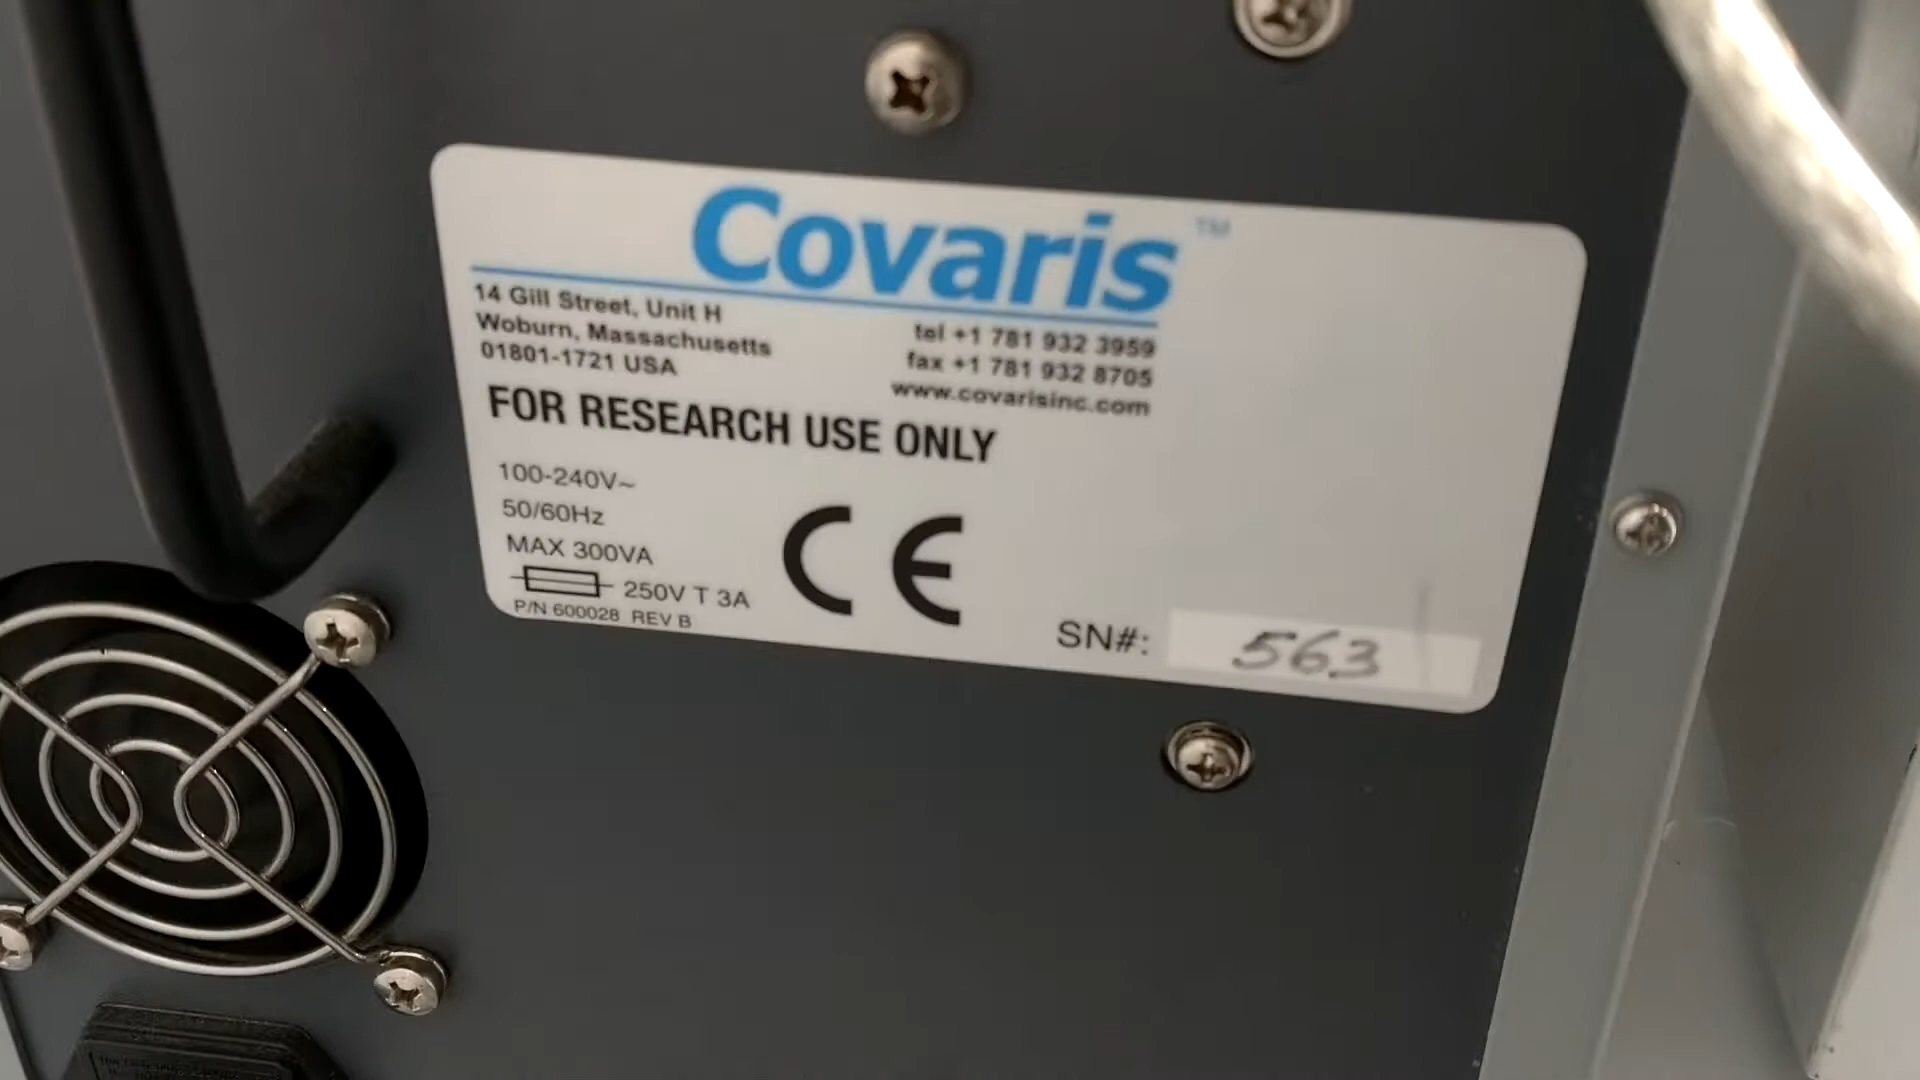 Covaris™
14 Gill Street, Unit H
Woburn, Massachusetts
01801-1721 USA
tel +1 781 932 3959
fax +1 781 932 8705
www.covarisinc.com
FOR RESEARCH USE ONLY
100-240V~
50/60Hz
MAX 300VA
250V T 3A
P/N 600028 REV B
CE
SN#: 563